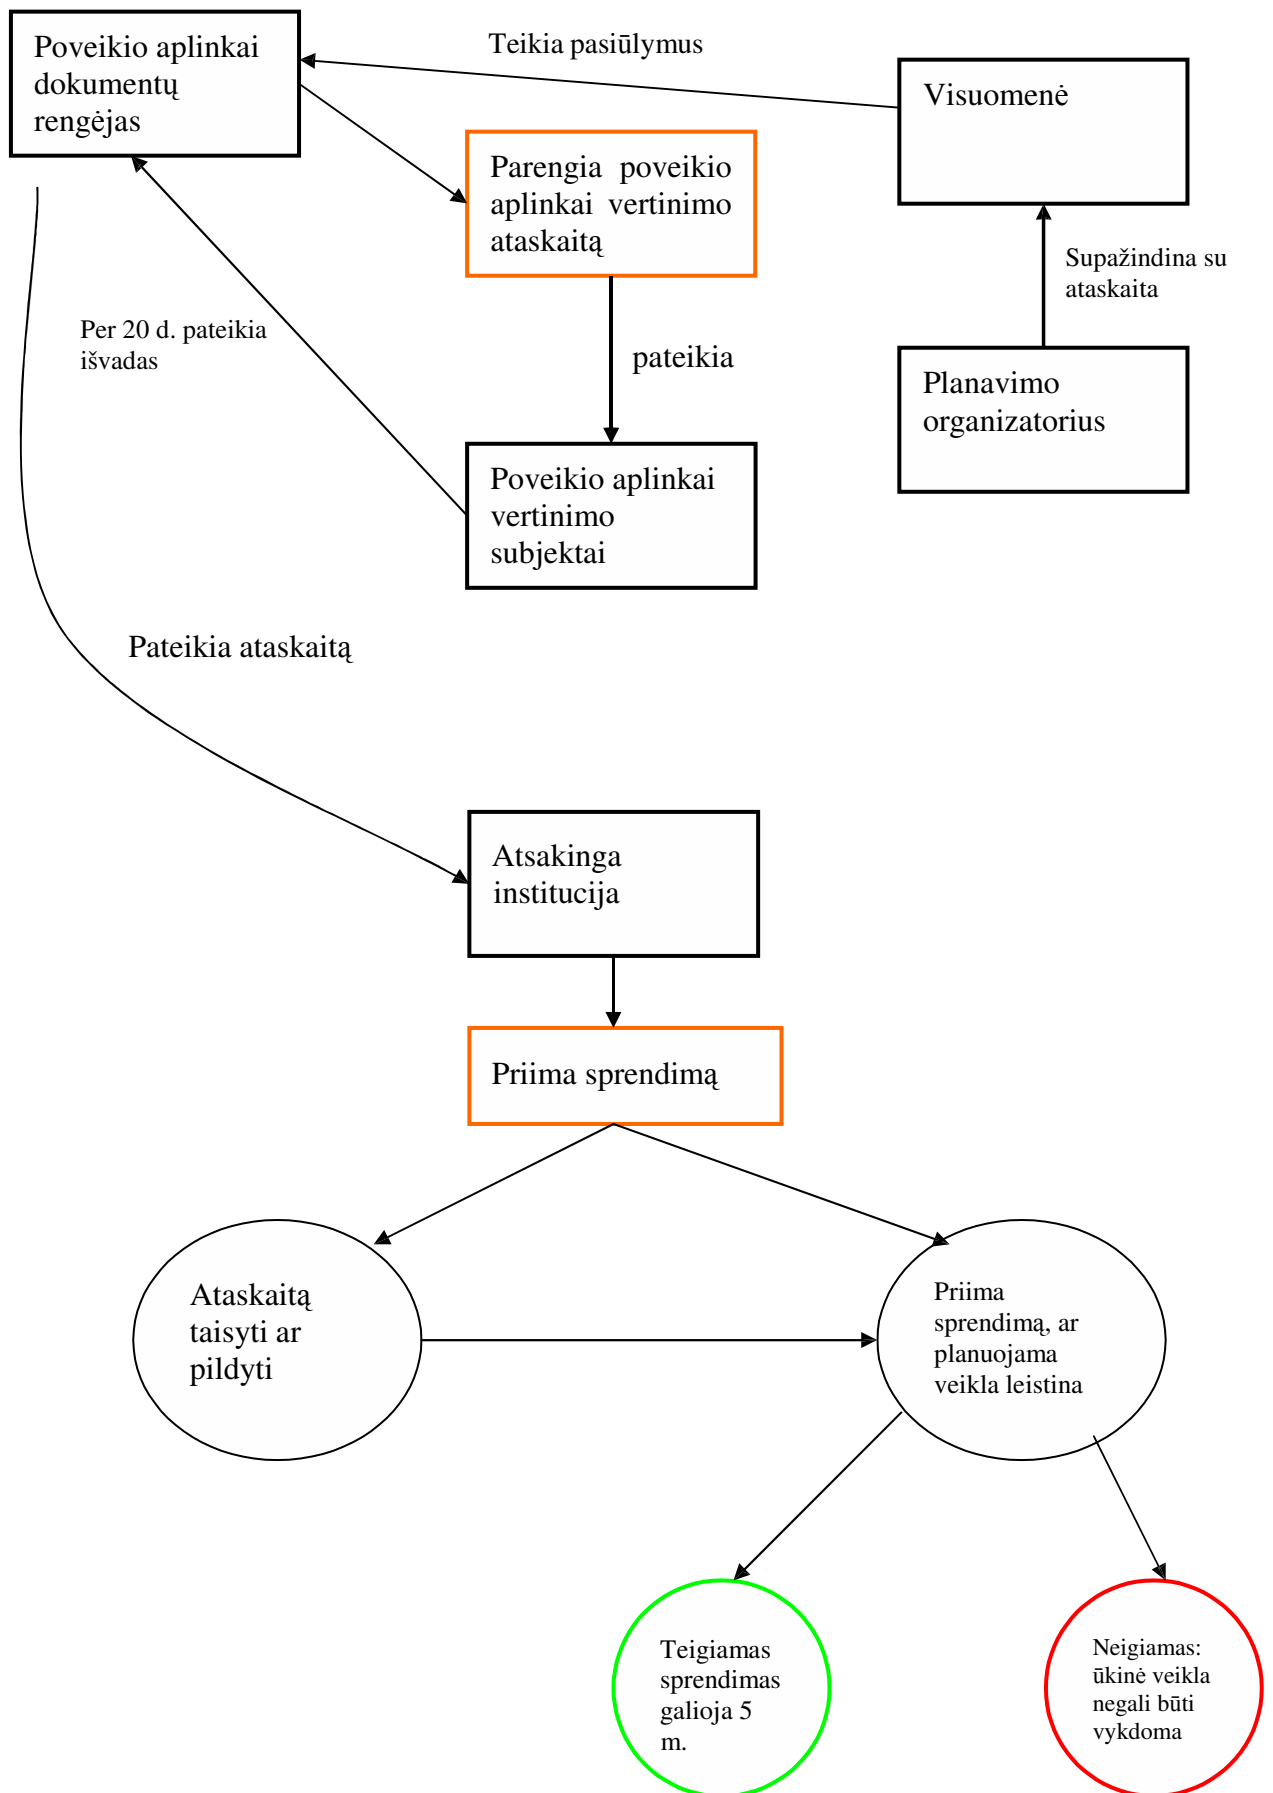 Poveikio aplinkai
dokumentų
rengėjas
Teikia pasiūlymus
Visuomenė
Parengia poveikio
aplinkai vertinimo
ataskaitą
Supažindina su
ataskaita
Per 20 d. pateikia
išvadas
pateikia
Planavimo
organizatorius
Poveikio aplinkai
vertinimo
subjektai
Pateikia ataskaitą
Atsakinga
institucija
Priima sprendimą
Ataskaitą
taisyti ar
pildyti
Priima
sprendimą, ar
planuojama
veikla leistina
Teigiamas
sprendimas
galioja 5
m.
Neigiamas:
ūkinė veikla
negali būti
vykdoma